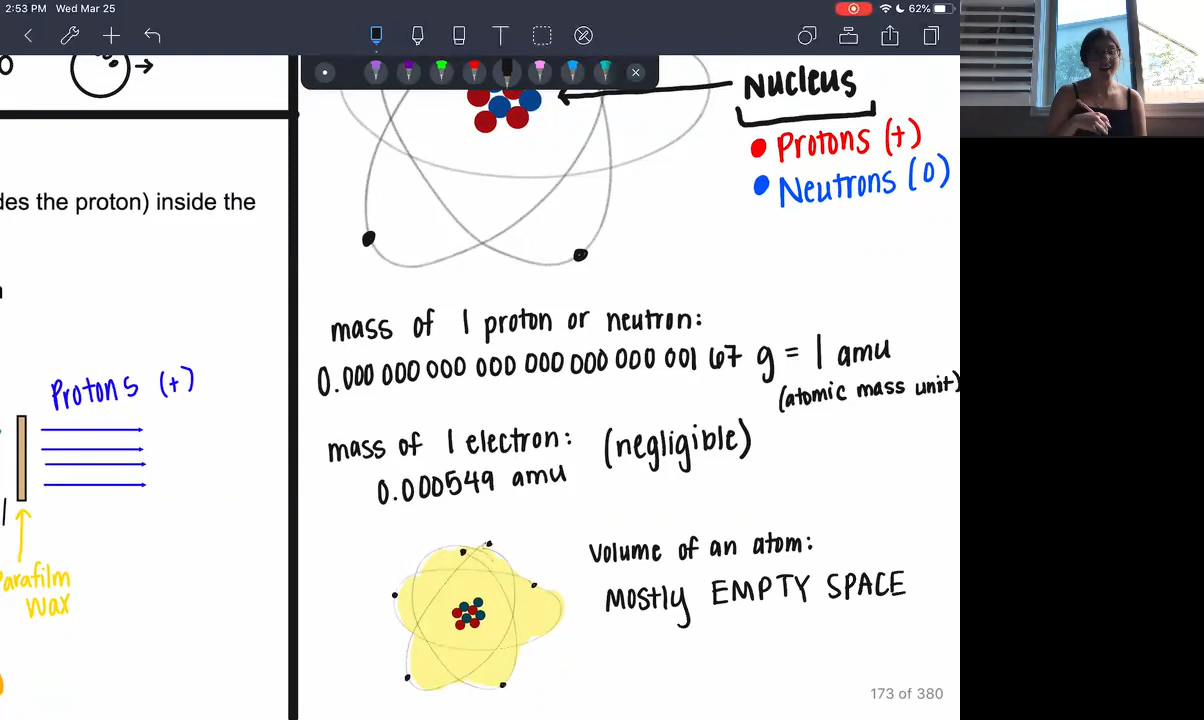 2:53 PM Wed Mar 25
62%
T
Nucleus
Protons (+)
Neutrons (0)
des the proton) inside the
mass of 1 proton or neutron:
0.000 000 000 000 000 000 000 001 67 g = 1 amu
(atomic mass unit)
Protons (+)
mass of 1 electron: (negligible)
0.000549 amu
Volume of an atom:
Mostly EMPTY SPACE
Parafilm
wax
173 of 380